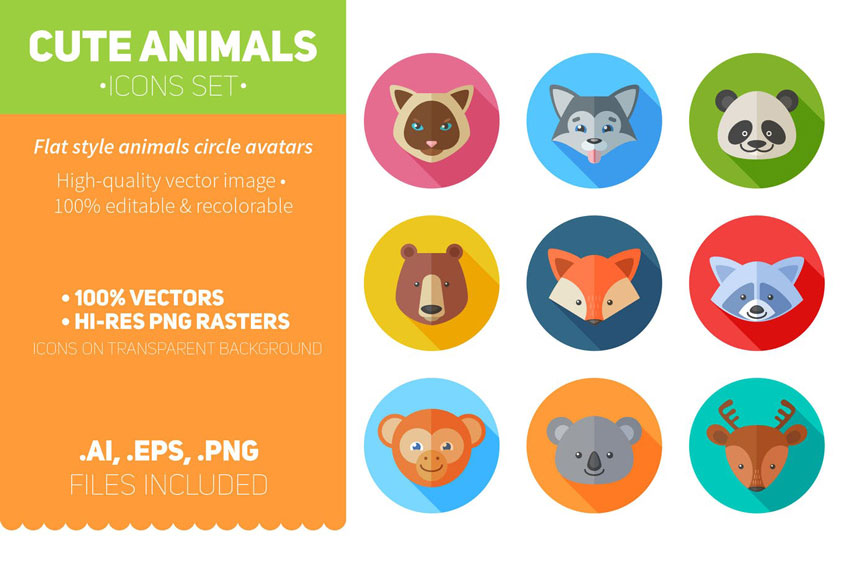 CUTE ANIMALS
•ICONS SET•
Flat style animals circle avatars
High-quality vector image •
100% editable & recolorable
• 100% VECTORS
• HI-RES PNG RASTERS
ICONS ON TRANSPARENT BACKGROUND
.AI, .EPS, .PNG
FILES INCLUDED